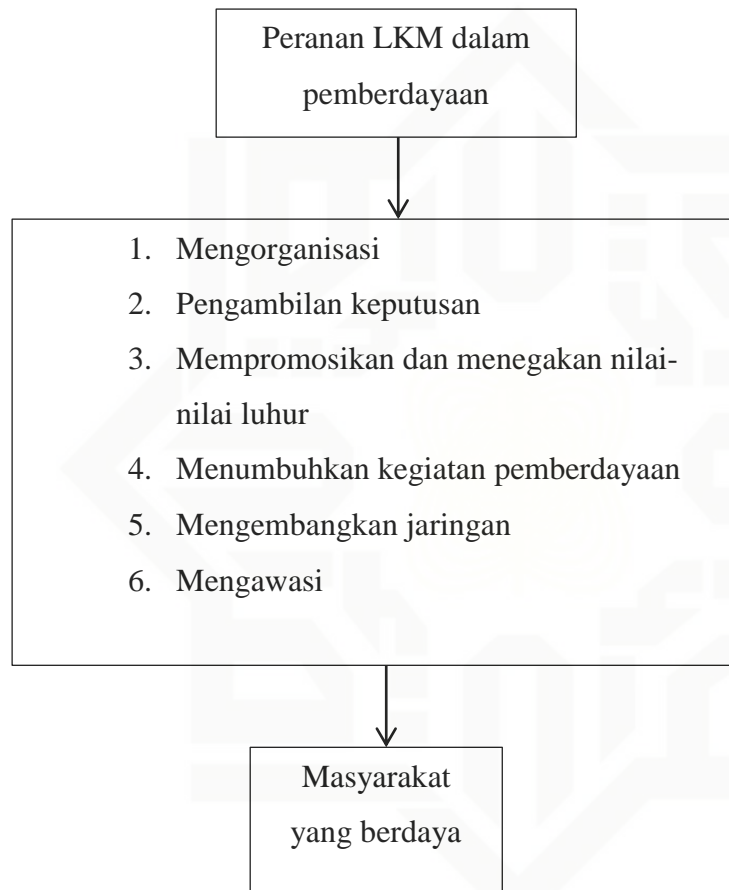 Peranan LKM dalam
pemberdayaan
1. Mengorganisasi
2. Pengambilan keputusan
3. Mempromosikan dan menegakan nilai-
nilai luhur
4. Menumbuhkan kegiatan pemberdayaan
5. Mengembangkan jaringan
6. Mengawasi
Masyarakat
yang berdaya